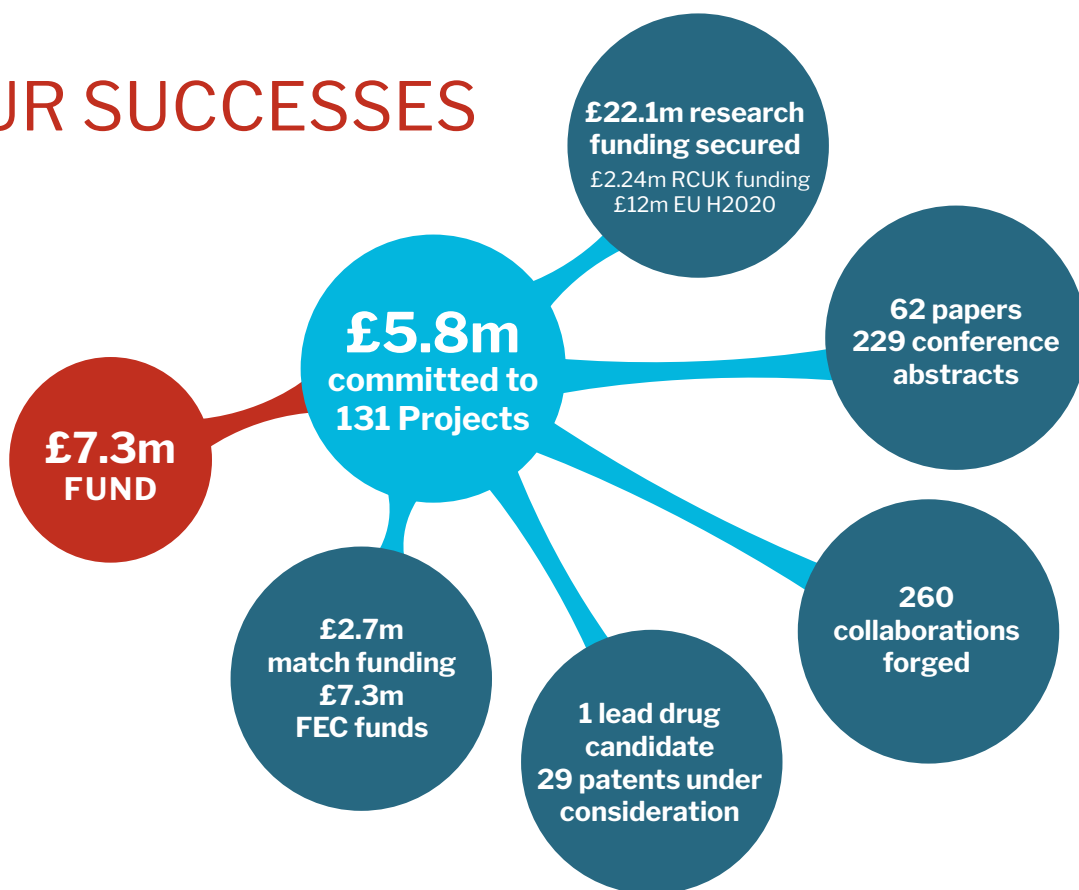 UR SUCCESSES
£22.1m research
funding secured
£2.24m RCUK funding
£12m EU H2020
62 papers
229 conference
abstracts
£5.8m
committed to
131 Projects
£7.3m
FUND
260
collaborations
forged
£2.7m
match funding
£7.3m
FEC funds
1 lead drug
candidate
29 patents under
consideration